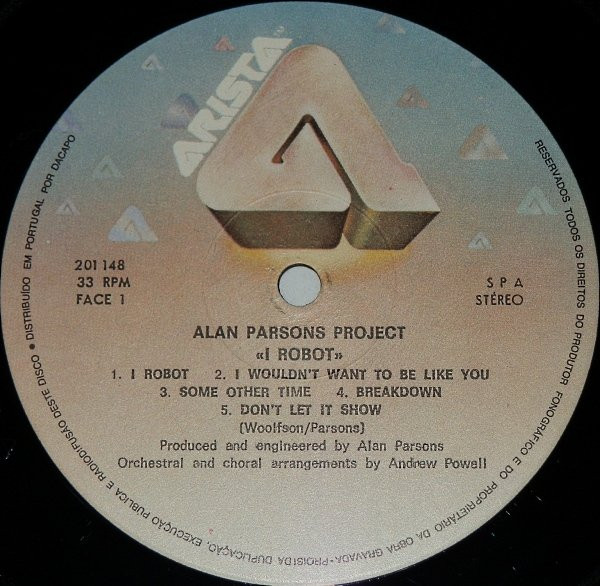 ARISTA
RESERVADOS TODOS OS DIREITOS DO PRODUTOR FONOGRÁFICO E DO PROPRIETÁRIO DA OBRA GRAVADA-PROIBIDA DUPLICAÇÃO, EXECUÇÃO PÚBLICA E RADIODIFUSÃO DESTE DISCO • DISTRIBUÍDO EM PORTUGAL POR DACAPO
201 148
33 RPM
FACE 1
S P A
STÉREO
ALAN PARSONS PROJECT
«I ROBOT»
1. I ROBOT 2. I WOULDN'T WANT TO BE LIKE YOU
3. SOME OTHER TIME 4. BREAKDOWN
5. DON'T LET IT SHOW
(Woolfson/Parsons)
Produced and engineered by Alan Parsons
Orchestral and choral arrangements by Andrew Powell